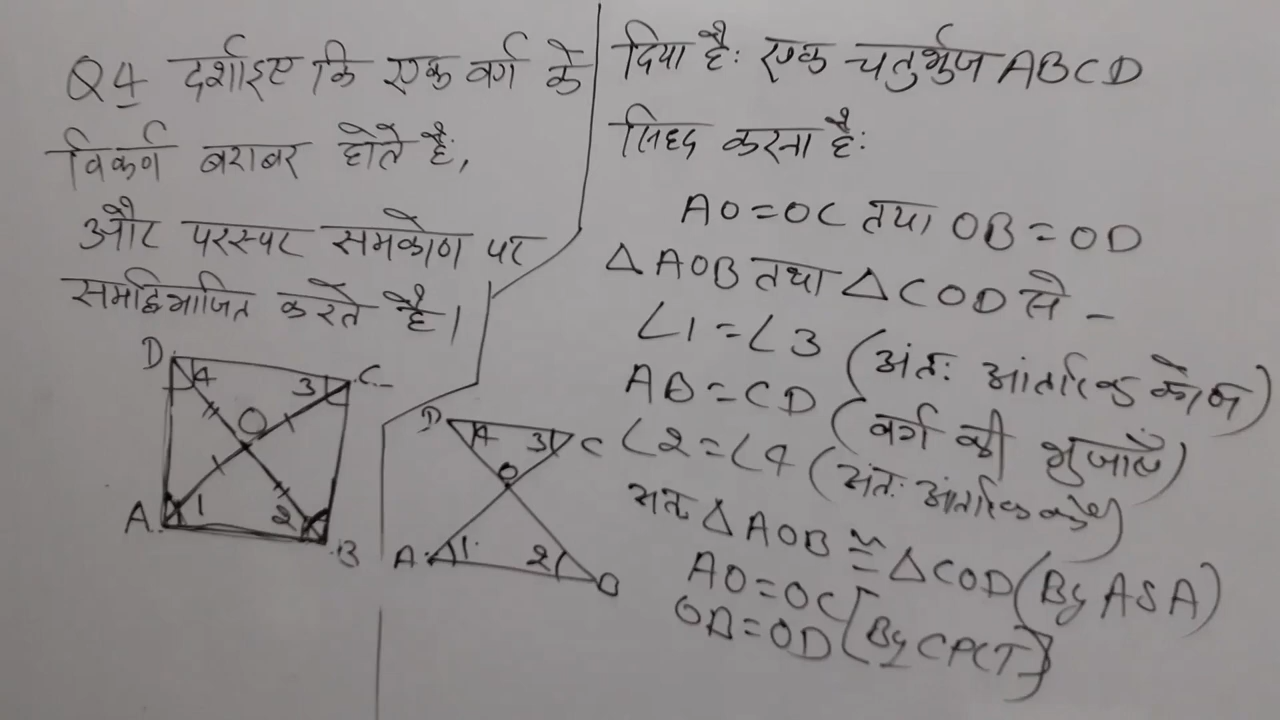 Q4 दर्शाइए कि एक वर्ग के
विकर्ण बराबर होते है,
और परस्पर समकोण पर
समद्विभाजित करते है।
D 4 3 C
O
A 1 2 B
D 4 3 C
O
A 1 2 B
दिया है: एक चतुर्भुज ABCD
सिध्द करना है:
AO=OC तथा OB=OD
△AOB तथा △COD से –
∠1=∠3 (अंत: आंतरिक कोण)
AB=CD (वर्ग की भुजाएँ)
∠2=∠4 (अंत: आंतरिक कोण)
अतः △AOB≅△COD (By ASA)
AO=OC
OB=OD [By CPCT]